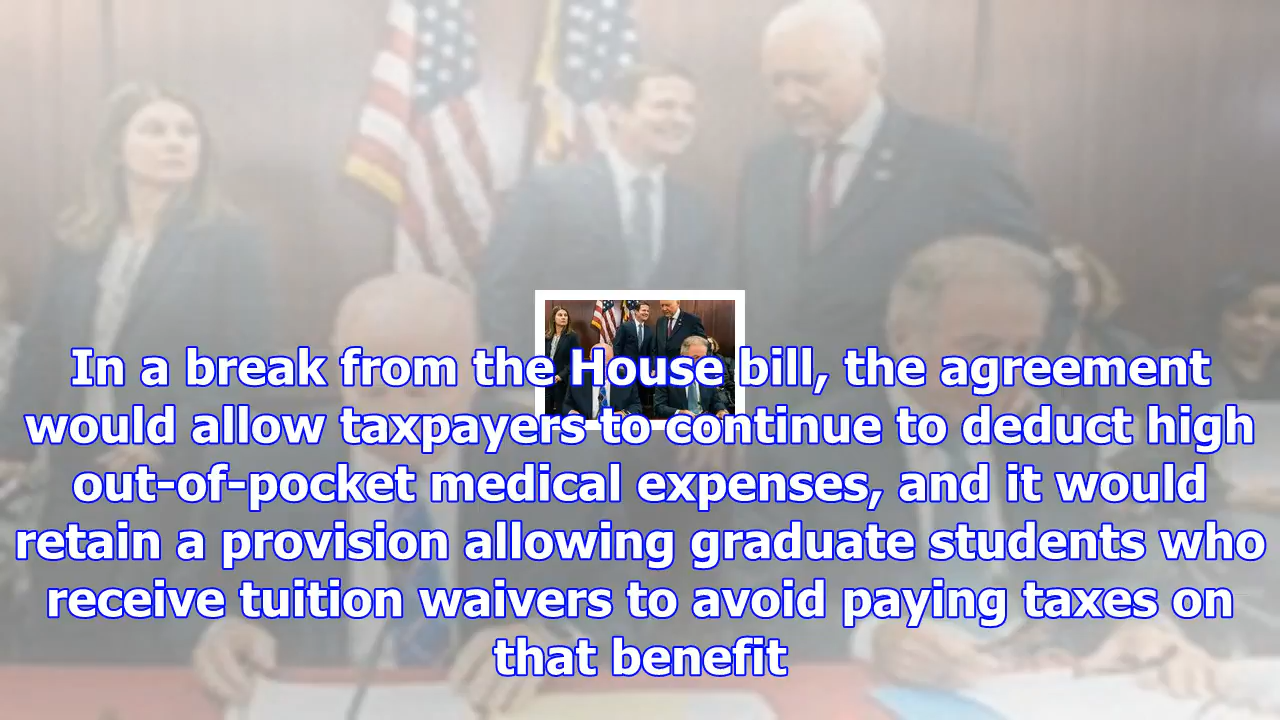 In a break from the House bill, the agreement
would allow taxpayers to continue to deduct high
out-of-pocket medical expenses, and it would
retain a provision allowing graduate students who
receive tuition waivers to avoid paying taxes on
that benefit